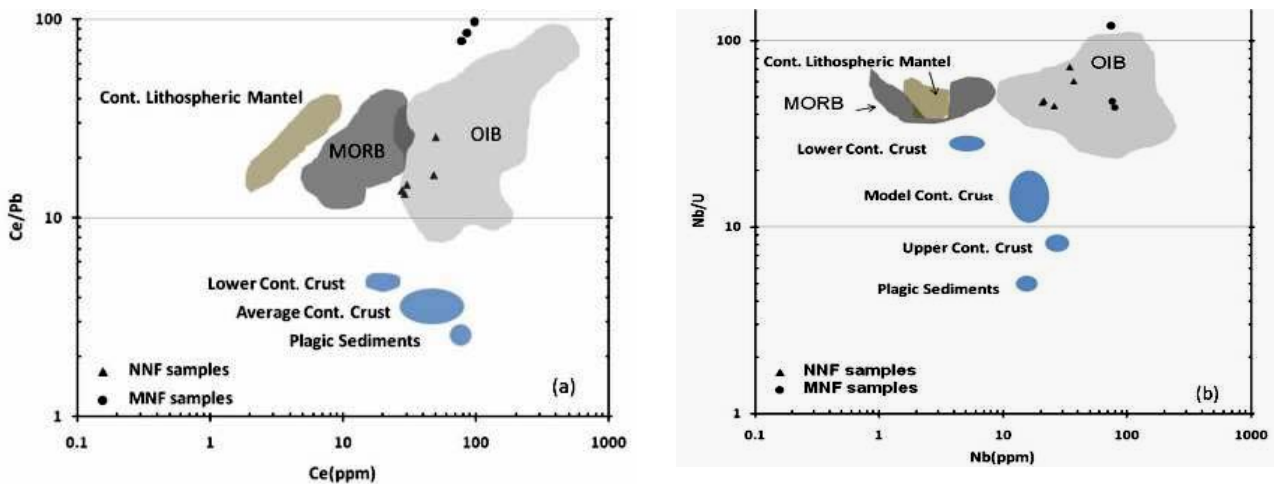 100
Cont. Lithospheric Mantel
MORB
OIB
Ce/Pb
10
Lower Cont. Crust
Average Cont. Crust
Plagic Sediments
NNF samples
MNF samples
(a)
1
0.1 1 10 100 1000
Ce(ppm)
100
Cont. Lithospheric Mantel
OIB
MORB
Lower Cont. Crust
Nb/U
Model Cont. Crust
10
Upper Cont. Crust
Plagic Sediments
NNF samples
MNF samples
(b)
1
0.1 1 10 100 1000
Nb(ppm)